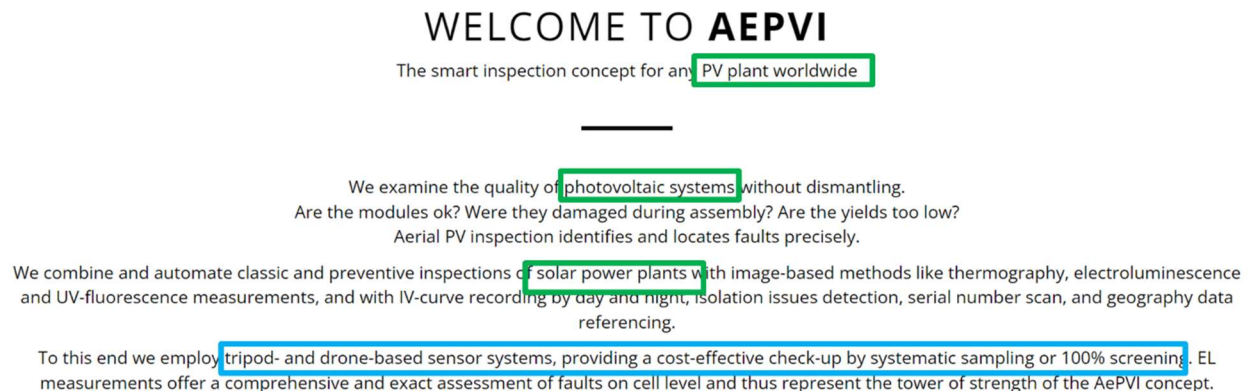 WELCOME TO AEPVI
The smart inspection concept for any PV plant worldwide
We examine the quality of photovoltaic systems without dismantling.
Are the modules ok? Were they damaged during assembly? Are the yields too low?
Aerial PV inspection identifies and locates faults precisely.
We combine and automate classic and preventive inspections of solar power plants with image-based methods like thermography, electroluminescence
and UV-fluorescence measurements, and with IV-curve recording by day and night, isolation issues detection, serial number scan, and geography data
referencing.
To this end we employ tripod- and drone-based sensor systems, providing a cost-effective check-up by systematic sampling or 100% screening. EL
measurements offer a comprehensive and exact assessment of faults on cell level and thus represent the tower of strength of the AePVI concept.